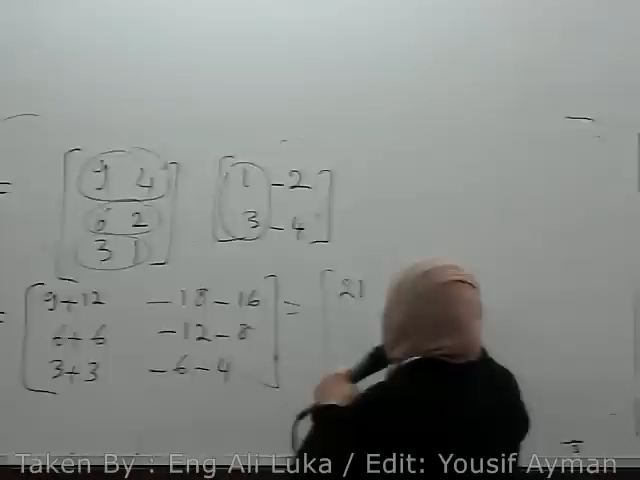 = [ 9 4 ] [ 1 -2 ]
[ 6 2 ] [ 3 -4 ]
[ 3 1 ]
= [ 9+12 -18-16 ] = [ 21
6+6 -12-8
3+3 -6-4
Taken By : Eng Ali Luka / Edit: Yousif Ayman